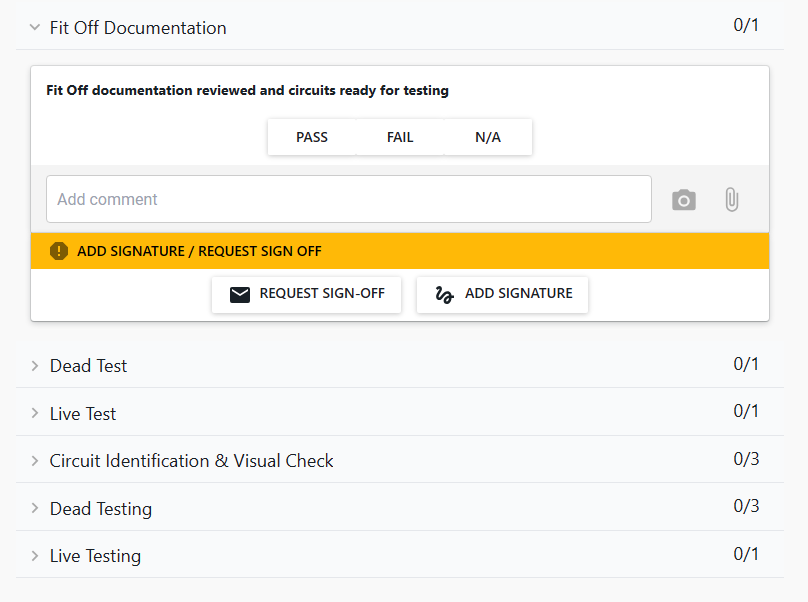 Fit Off Documentation 0/1
Fit Off documentation reviewed and circuits ready for testing
PASS FAIL N/A
Add comment
ADD SIGNATURE / REQUEST SIGN OFF
REQUEST SIGN-OFF ADD SIGNATURE
Dead Test 0/1
Live Test 0/1
Circuit Identification & Visual Check 0/3
Dead Testing 0/3
Live Testing 0/1